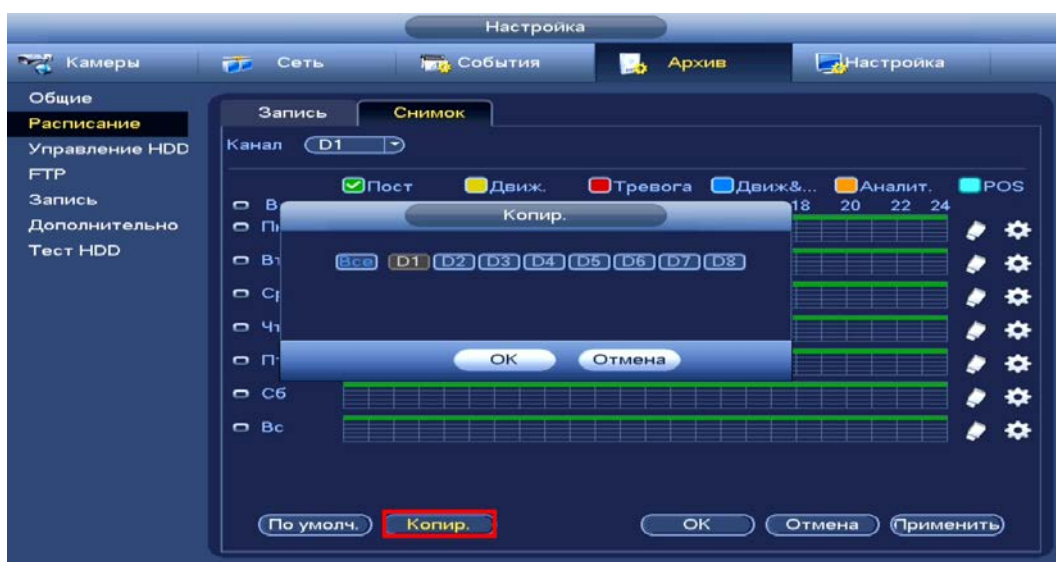 Настройка
Камеры Сеть События Архив Настройка
Общие
Расписание
Управление HDD
FTP
Запись
Дополнительно
Тест HDD
Запись Снимок
Канал D1
Пост Движ. Тревога Движ&... Аналит. POS
18 20 22 24
Копир.
Все D1 D2 D3 D4 D5 D6 D7 D8
OK Отмена
Сб
Вс
По умолч. Копир. OK Отмена Применить